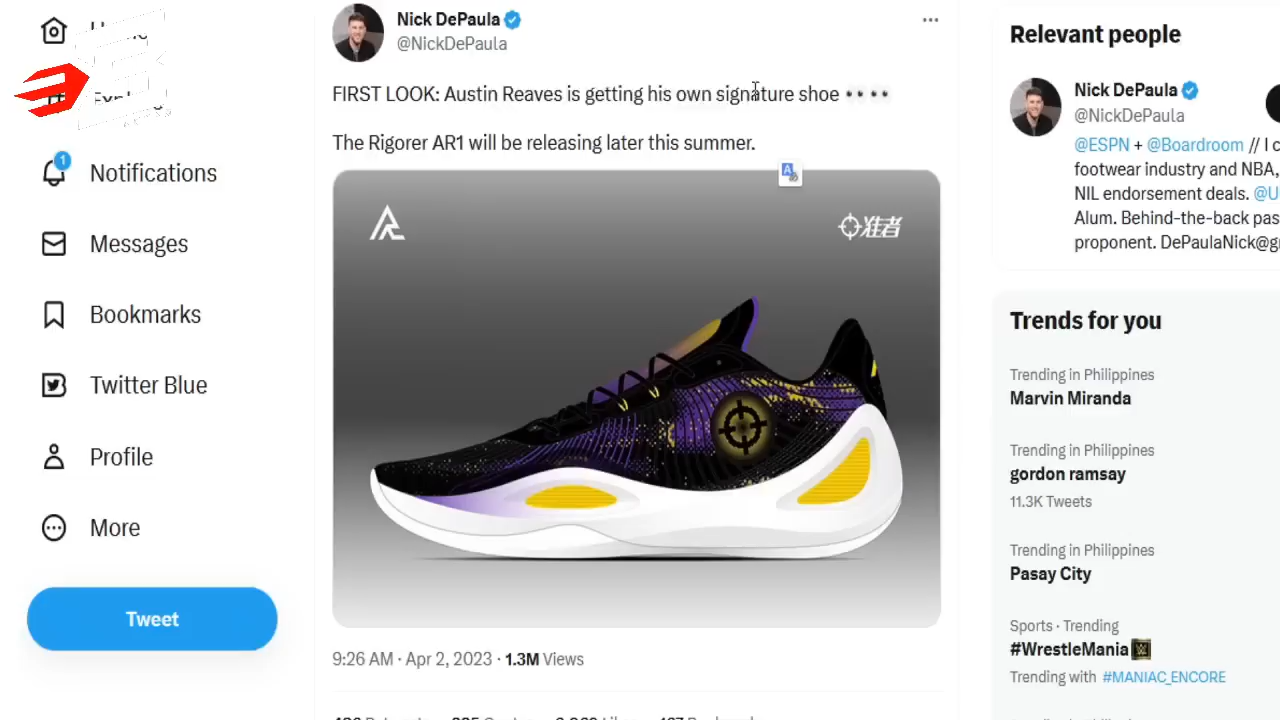 Nick DePaula
@NickDePaula
FIRST LOOK: Austin Reaves is getting his own signature shoe
The Rigorer AR1 will be releasing later this summer.
准者
9:26 AM · Apr 2, 2023 · 1.3M Views
Notifications
1
Messages
Bookmarks
Twitter Blue
Profile
More
Tweet
Relevant people
Nick DePaula
@NickDePaula
@ESPN + @Boardroom // I c
footwear industry and NBA,
NIL endorsement deals. @U
Alum. Behind-the-back pas
proponent. DePaulaNick@g
Trends for you
Trending in Philippines
Marvin Miranda
Trending in Philippines
gordon ramsay
11.3K Tweets
Trending in Philippines
Pasay City
Sports · Trending
#WrestleMania
Trending with #MANIAC_ENCORE